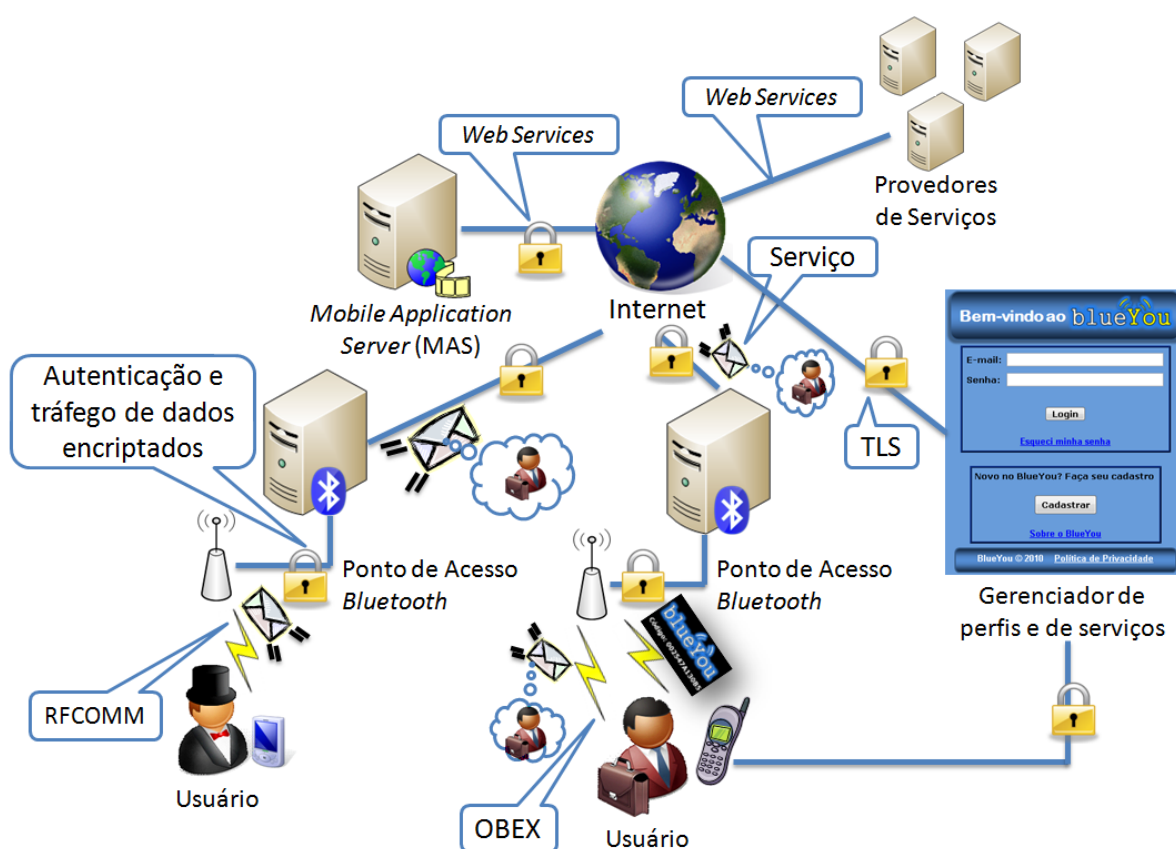 Web Services
Web Services
Provedores
de Serviços
Serviço
Internet
Mobile Application
Server (MAS)
Bem-vindo ao blueYou
E-mail:
Senha:
Login
Esqueci minha senha
Novo no BlueYou? Faça seu cadastro
Cadastrar
Sobre o BlueYou
BlueYou © 2010 Política de Privacidade
Autenticação e
tráfego de dados
encriptados
TLS
Ponto de Acesso
Bluetooth
Ponto de Acesso
Bluetooth
Gerenciador de
perfis e de serviços
blueYou
Código: 002547A130B5
RFCOMM
Usuário
OBEX
Usuário